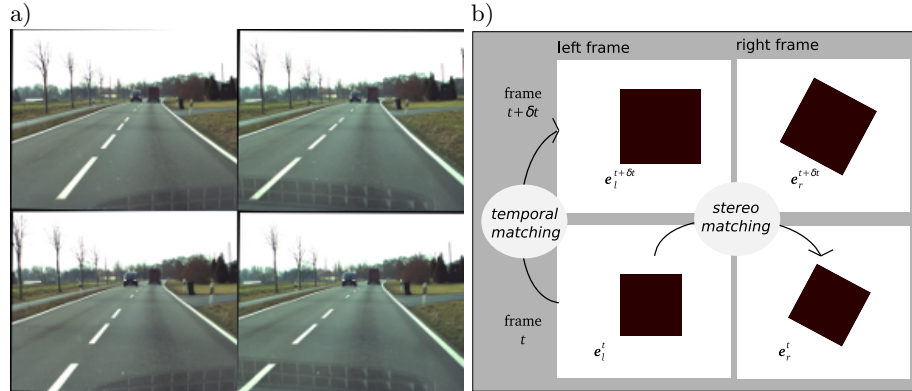 a)
b)
left frame
right frame
frame
t+δt
e_l^{t+δt}
e_r^{t+δt}
temporal
matching
stereo
matching
frame
t
e_l^t
e_r^t